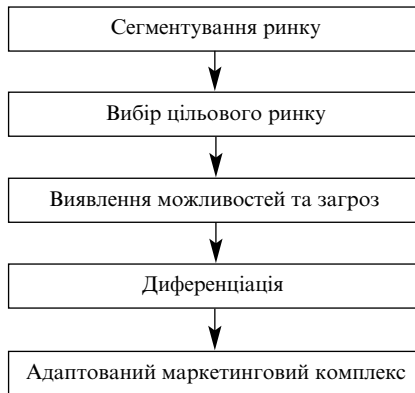 Сегментування ринку
Вибір цільового ринку
Виявлення можливостей та загроз
Диференціація
Адаптований маркетинговий комплекс